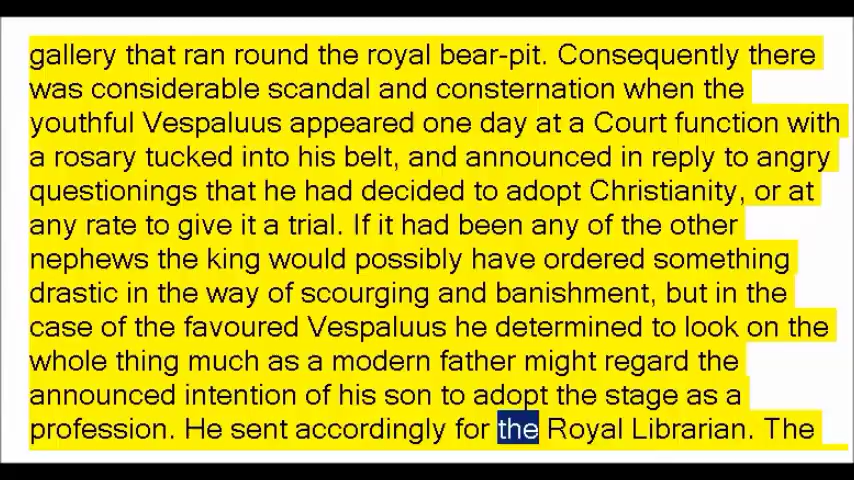 gallery that ran round the royal bear-pit. Consequently there
was considerable scandal and consternation when the
youthful Vespaluus appeared one day at a Court function with
a rosary tucked into his belt, and announced in reply to angry
questionings that he had decided to adopt Christianity, or at
any rate to give it a trial. If it had been any of the other
nephews the king would possibly have ordered something
drastic in the way of scourging and banishment, but in the
case of the favoured Vespaluus he determined to look on the
whole thing much as a modern father might regard the
announced intention of his son to adopt the stage as a
profession. He sent accordingly for the Royal Librarian. The